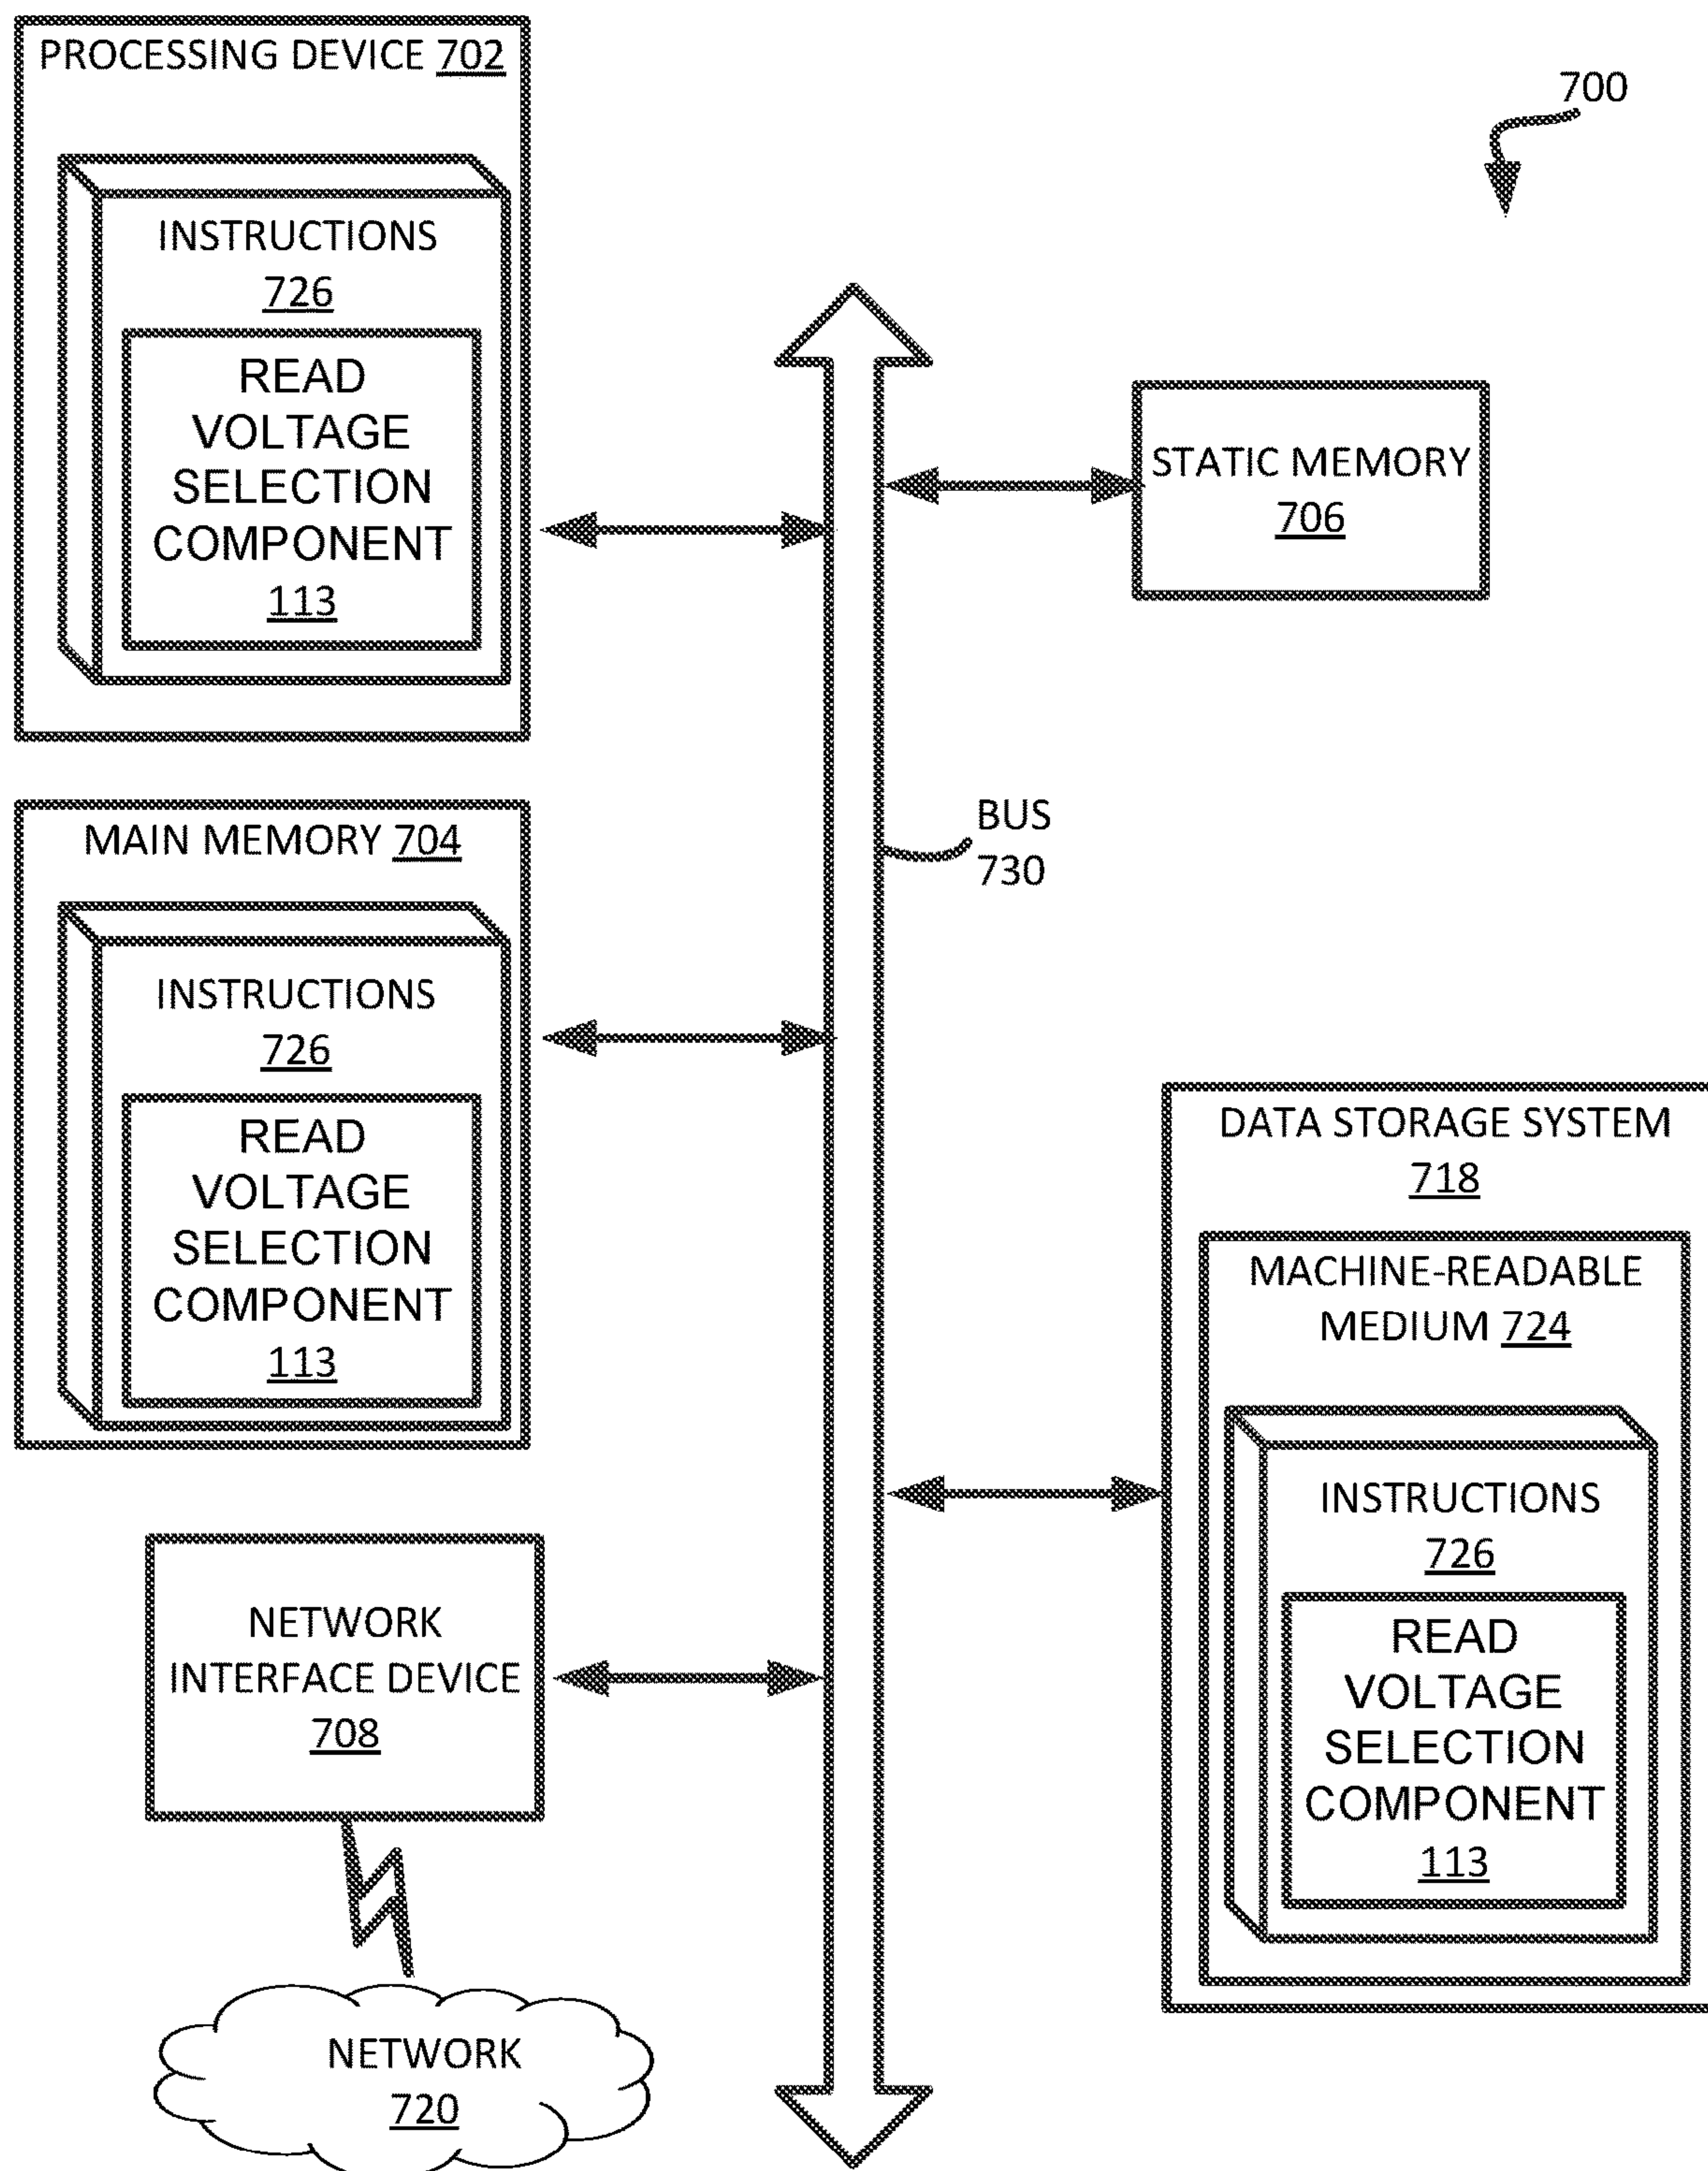 PROCESSING DEVICE 702
INSTRUCTIONS
726
READ
VOLTAGE
SELECTION
COMPONENT
113
700
STATIC MEMORY
706
BUS
730
MAIN MEMORY 704
INSTRUCTIONS
726
READ
VOLTAGE
SELECTION
COMPONENT
113
DATA STORAGE SYSTEM
718
MACHINE-READABLE
MEDIUM 724
INSTRUCTIONS
726
READ
VOLTAGE
SELECTION
COMPONENT
113
NETWORK
INTERFACE DEVICE
708
NETWORK
720